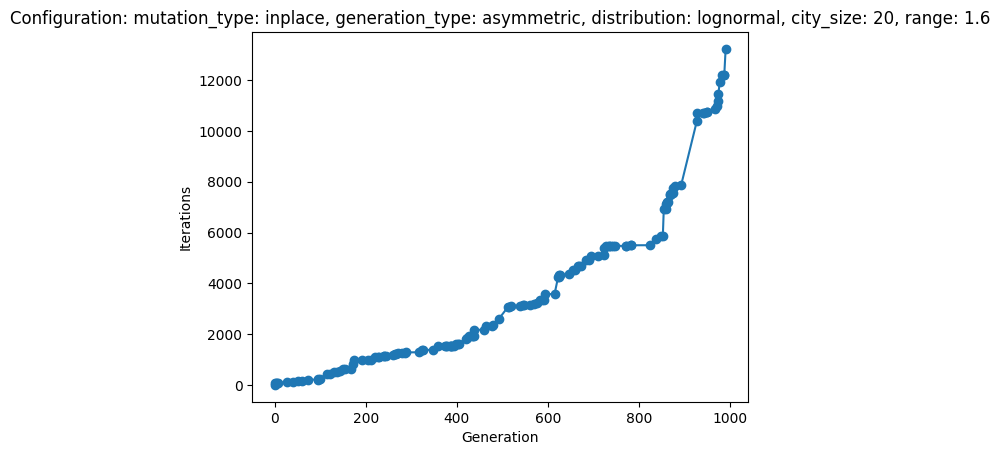 Configuration: mutation_type: inplace, generation_type: asymmetric, distribution: lognormal, city_size: 20, range: 1.6
12000
10000
8000
6000
4000
2000
0
Iterations
0 200 400 600 800 1000
Generation